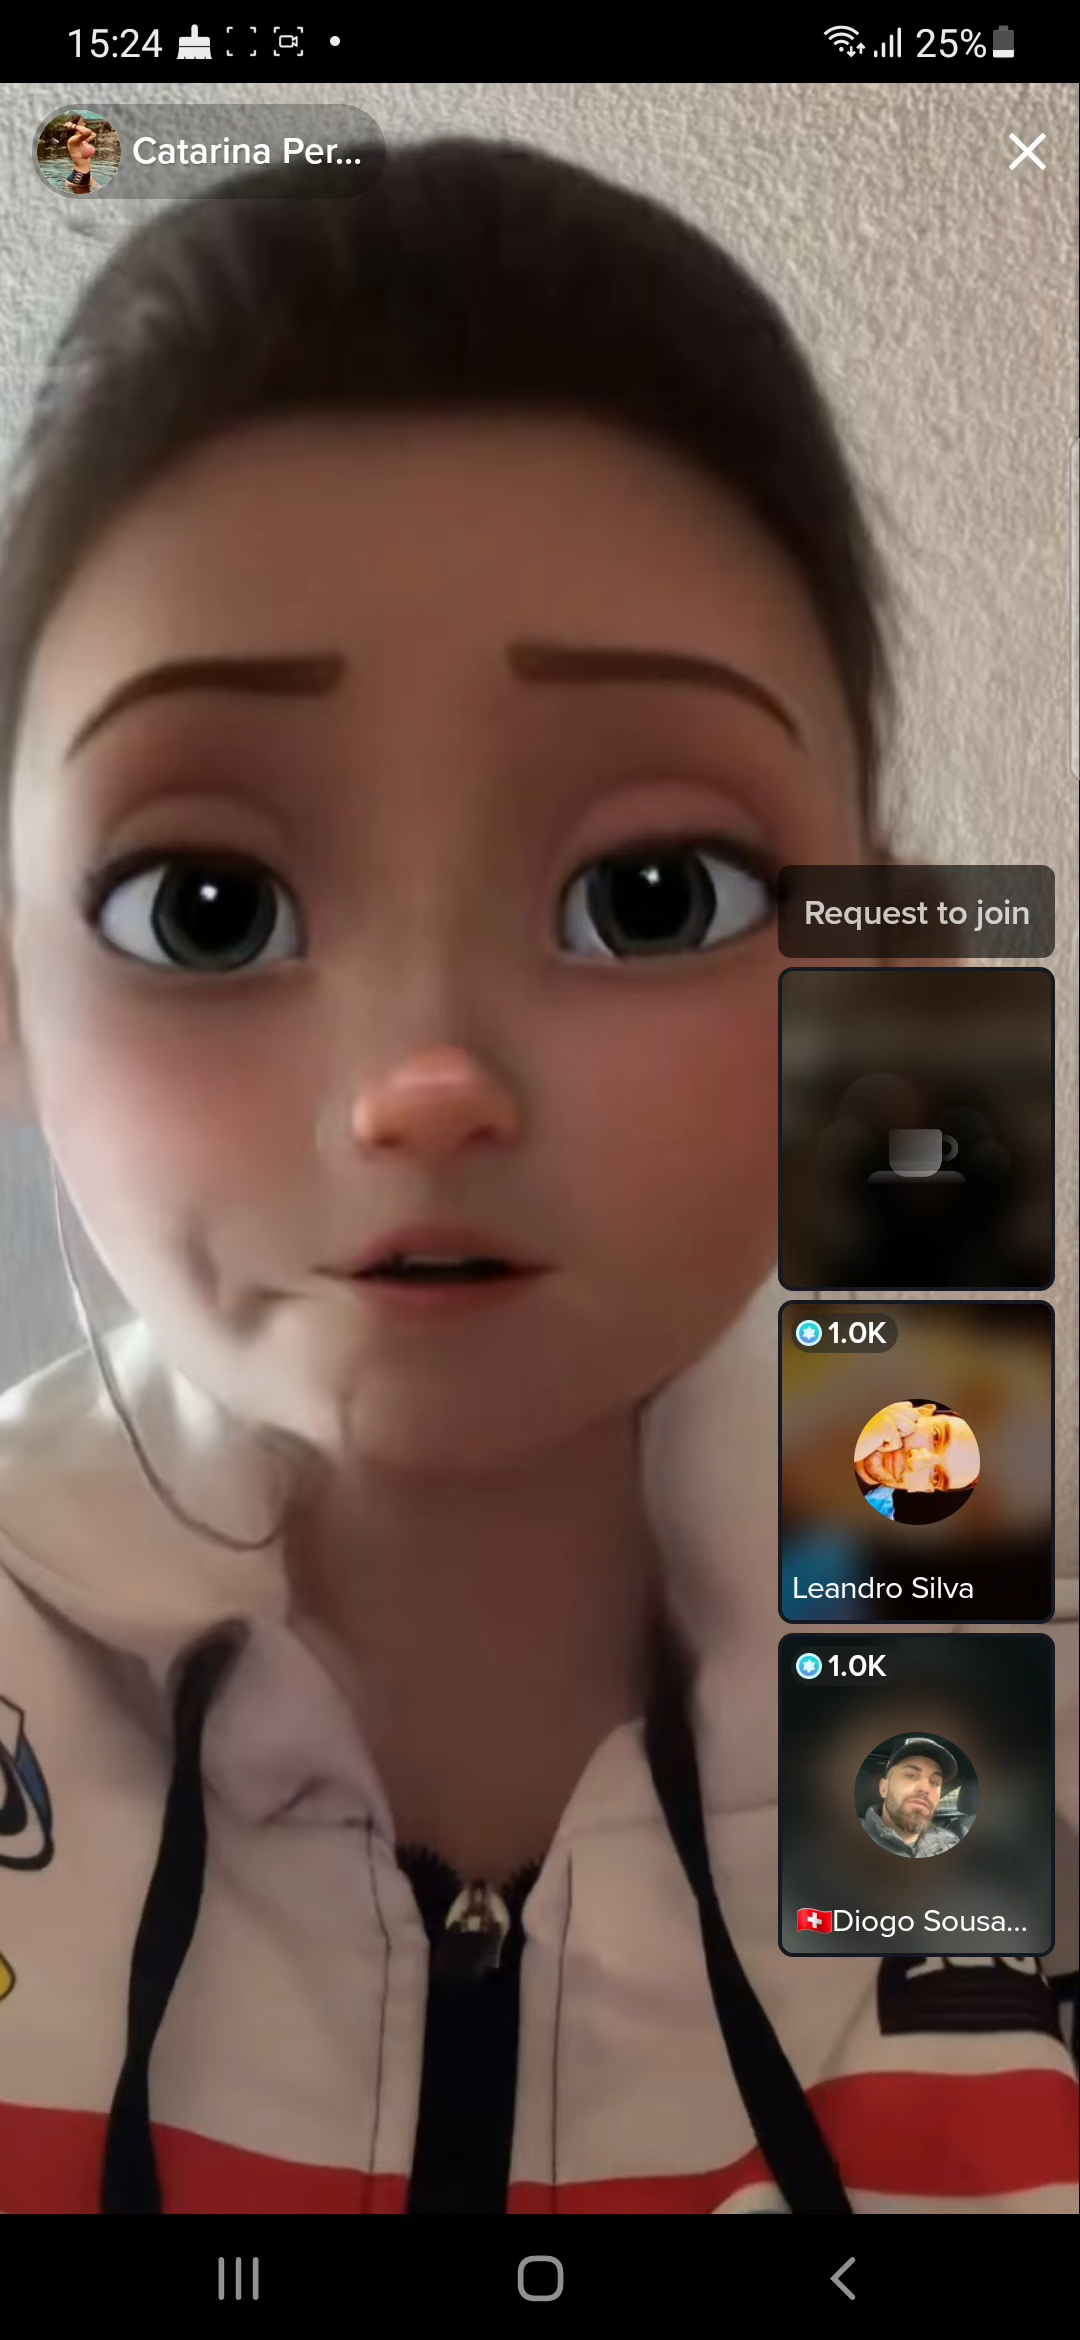 15:24
25%
Catarina Per...
Request to join
1.0K
Leandro Silva
1.0K
Diogo Sousa...